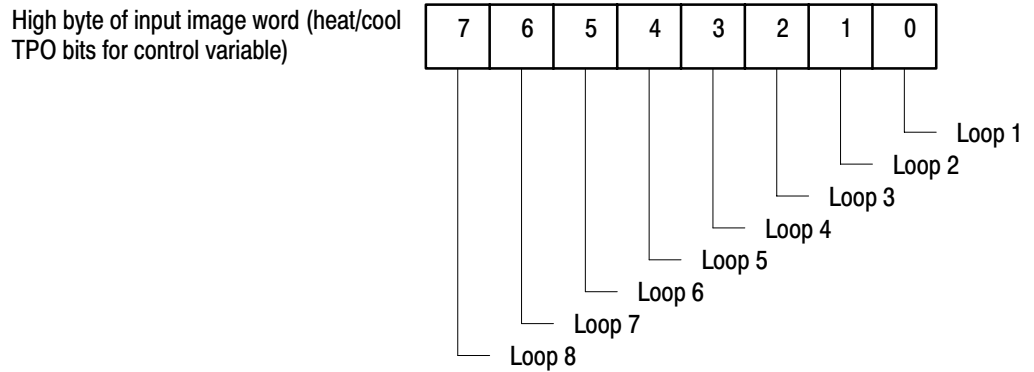 High byte of input image word (heat/cool
TPO bits for control variable)
7 6 5 4 3 2 1 0
Loop 1
Loop 2
Loop 3
Loop 4
Loop 5
Loop 6
Loop 7
Loop 8